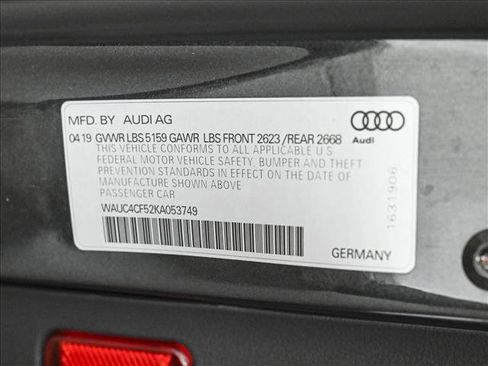 MFD. BY AUDI AG
04 19 GVWR LBS 5159 GAWR LBS FRONT 2623 / REAR 2668
THIS VEHICLE CONFORMS TO ALL APPLICABLE U S
FEDERAL MOTOR VEHICLE SAFETY, BUMPER AND THEFT
PREVENTION STANDARDS IN EFFECT ON THE DATE OF
MANUFACTURE SHOWN ABOVE
PASSENGER CAR
WAUC4CF52KA053749
GERMANY
Audi
1631906